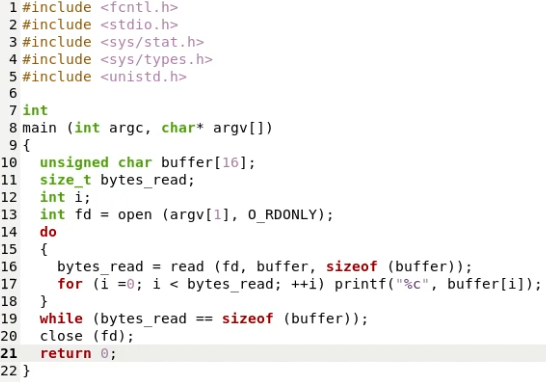 1 #include <fcntl.h>
2 #include <stdio.h>
3 #include <sys/stat.h>
4 #include <sys/types.h>
5 #include <unistd.h>
6
7 int
8 main (int argc, char* argv[])
9 {
10   unsigned char buffer[16];
11   size_t bytes_read;
12   int i;
13   int fd = open (argv[1], O_RDONLY);
14   do
15   {
16     bytes_read = read (fd, buffer, sizeof (buffer));
17     for (i =0; i < bytes_read; ++i) printf("%c", buffer[i]);
18   }
19   while (bytes_read == sizeof (buffer));
20   close (fd);
21   return 0;
22 }